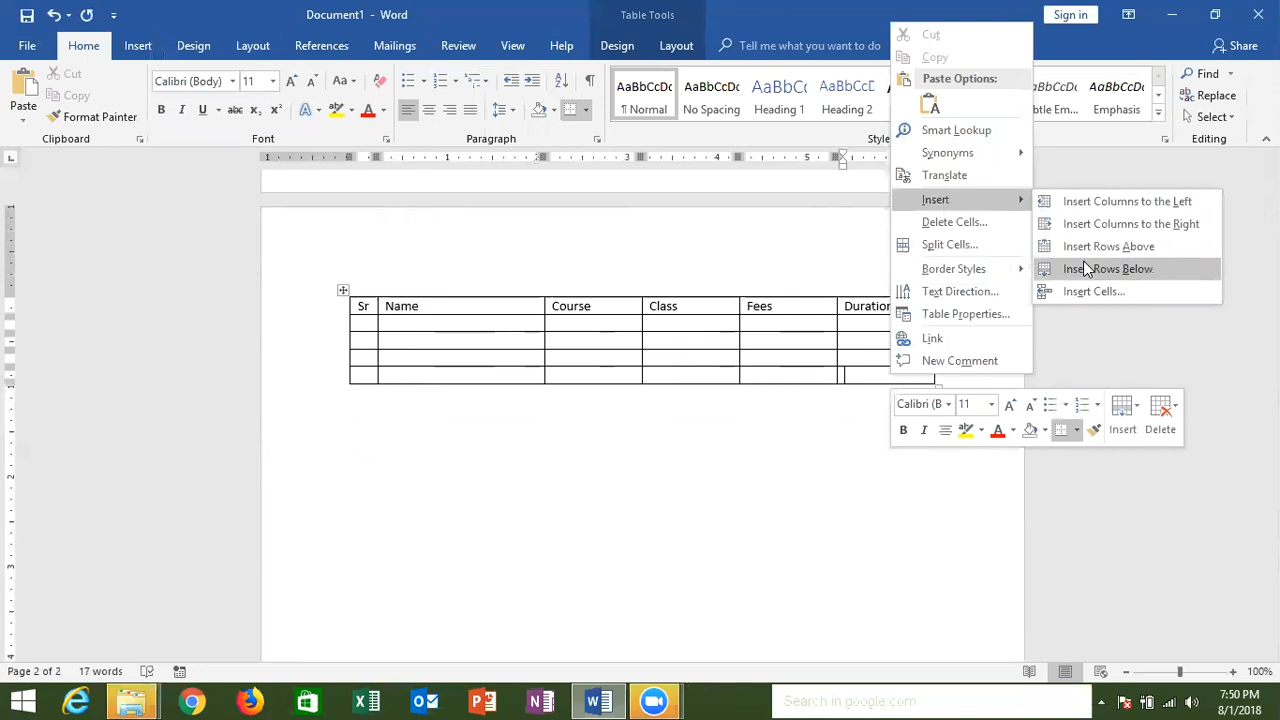 Document1 - Word
Table Tools
Sign in
File
Home
Insert
Design
Layout
References
Mailings
Review
View
Help
Design
Layout
Tell me what you want to do
Share
Paste
Cut
Copy
Format Painter
Clipboard
Calibri (Body)
11
Font
Paragraph
AaBbCcDc
¶ Normal
AaBbCcDc
No Spacing
AaBbC
Heading 1
AaBbCcC
Heading 2
AaBbCcDc
Emphasis
Find
Replace
Select
Editing
Cut
Copy
Paste Options:
Smart Lookup
Synonyms
Translate
Insert
Delete Cells...
Split Cells...
Border Styles
Text Direction...
Table Properties...
Link
New Comment
Insert Columns to the Left
Insert Columns to the Right
Insert Rows Above
Insert Rows Below
Insert Cells...
Sr Name Course Class Fees Duration
Calibri (B 11
Insert
Delete
Page 2 of 2
17 words
100%
Search in google.com
7:50 PM
8/1/2018